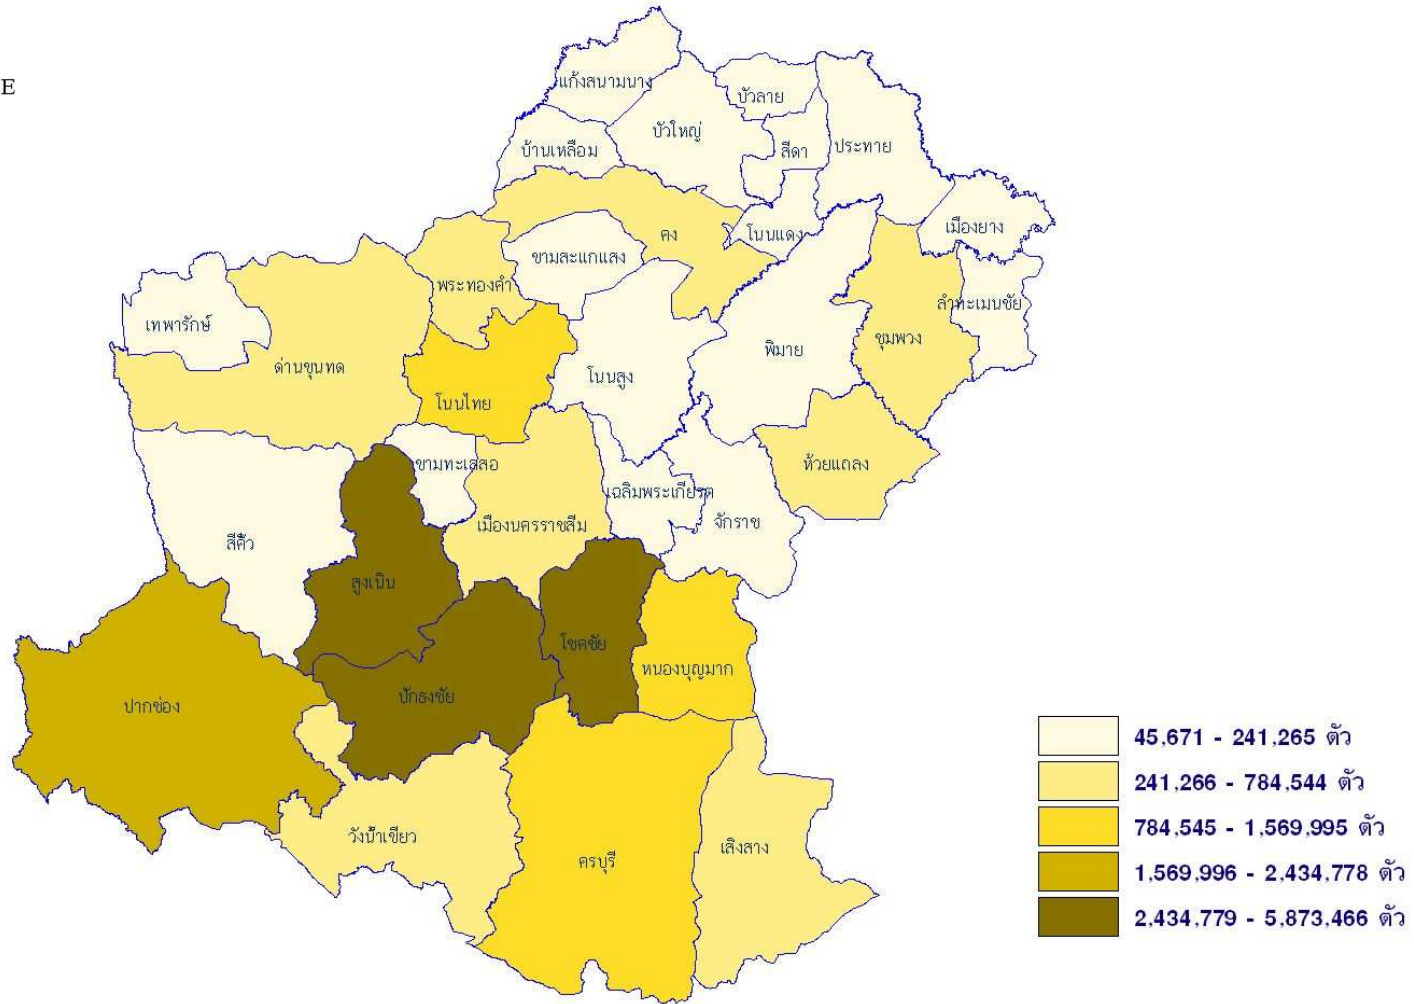 E
แก้งสนามนาง
บัวลาย
บัวใหญ่
บ้านเหลื่อม
สีดา
ประทาย
เมืองยาง
คง
โนนแดง
ขามสะแกแสง
พระทองคำ
ลำทะเมนชัย
เทพารักษ์
ชุมพวง
พิมาย
ด่านขุนทด
โนนสูง
โนนไทย
ขามทะเลสอ
ห้วยแถลง
เฉลิมพระเกียรต
จักราช
เมืองนครราชสีม
สีคิ้ว
สูงเนิน
โชคชัย
หนองบุญมาก
ปักธงชัย
ปากช่อง
วังน้ำเขียว
ครบุรี
เสิงสาง
45,671 - 241,265 ตัว
241,266 - 784,544 ตัว
784,545 - 1,569,995 ตัว
1,569,996 - 2,434,778 ตัว
2,434,779 - 5,873,466 ตัว